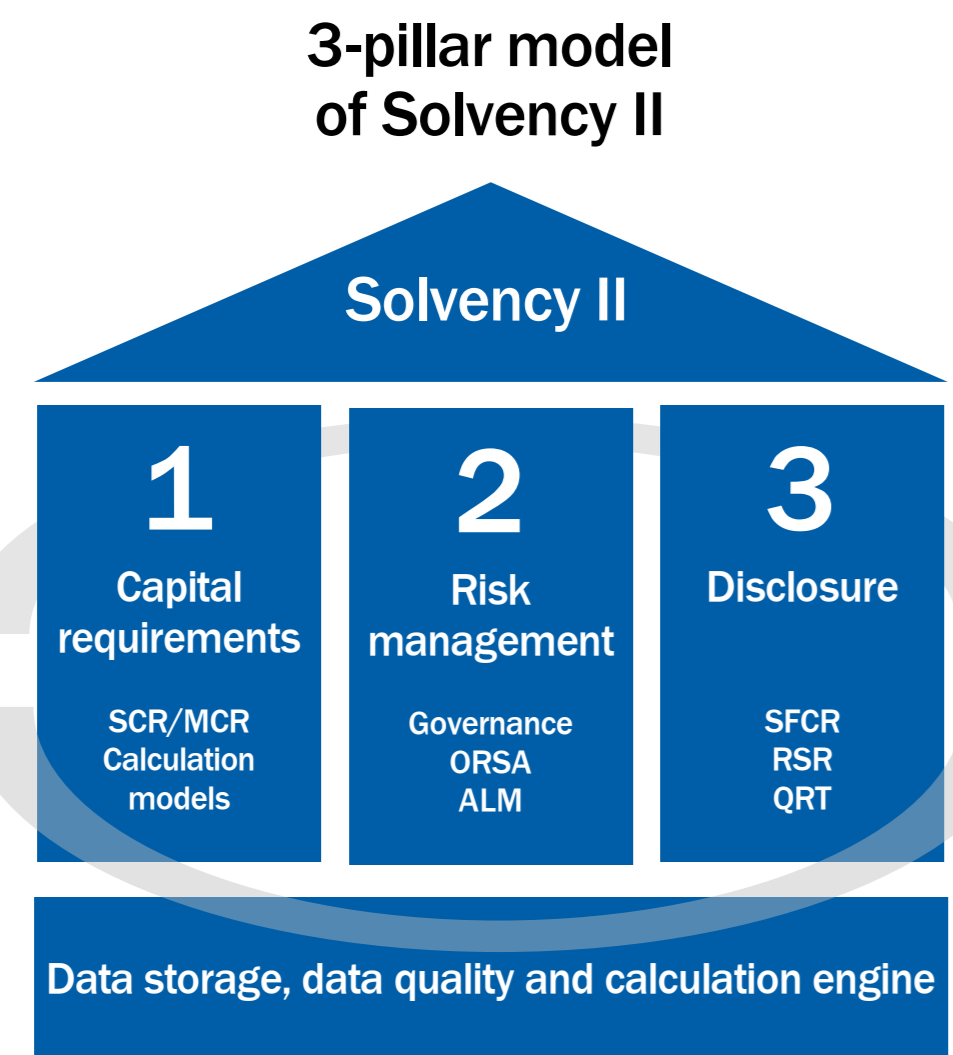 3-pillar model
of Solvency II
Solvency II
1
Capital
requirements
SCR/MCR
Calculation
models
2
Risk
management
Governance
ORSA
ALM
3
Disclosure
SFCR
RSR
QRT
Data storage, data quality and calculation engine